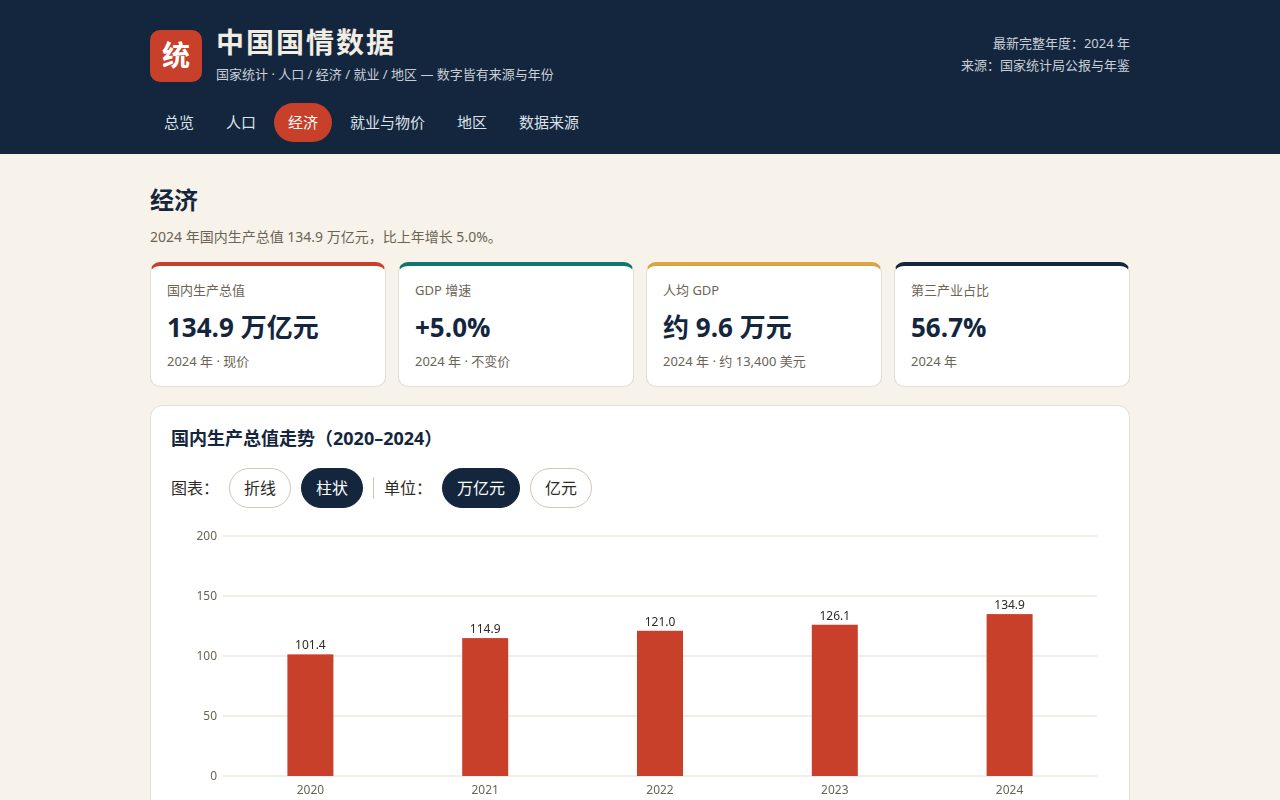 统
中国国情数据
国家统计 · 人口 / 经济 / 就业 / 地区 — 数字皆有来源与年份
最新完整年度：2024 年
来源：国家统计局公报与年鉴
总览 人口 经济 就业与物价 地区 数据来源
经济
2024 年国内生产总值 134.9 万亿元，比上年增长 5.0%。
国内生产总值
134.9 万亿元
2024 年 · 现价
GDP 增速
+5.0%
2024 年 · 不变价
人均 GDP
约 9.6 万元
2024 年 · 约 13,400 美元
第三产业占比
56.7%
2024 年
国内生产总值走势（2020–2024）
图表： 折线 柱状 单位： 万亿元 亿元
200
150
100
50
0
101.4 114.9 121.0 126.1 134.9
2020 2021 2022 2023 2024